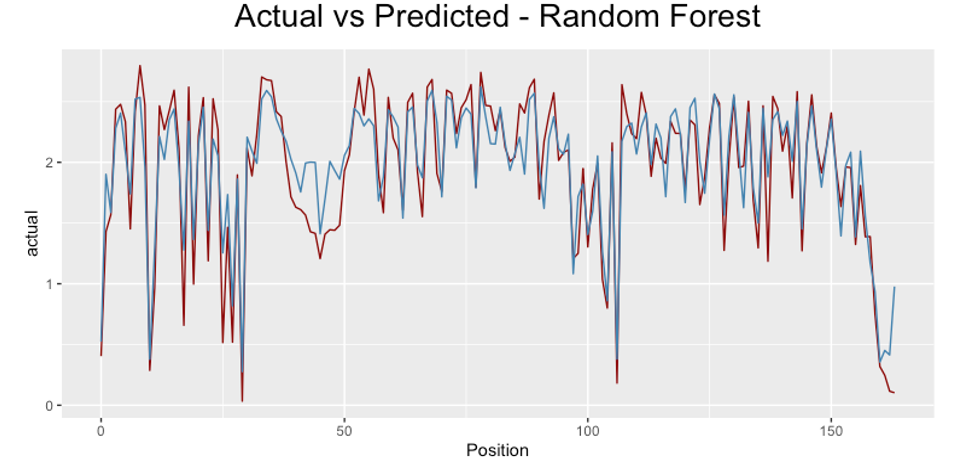 Actual vs Predicted - Random Forest
actual
2
1
0
0 50 100 150
Position